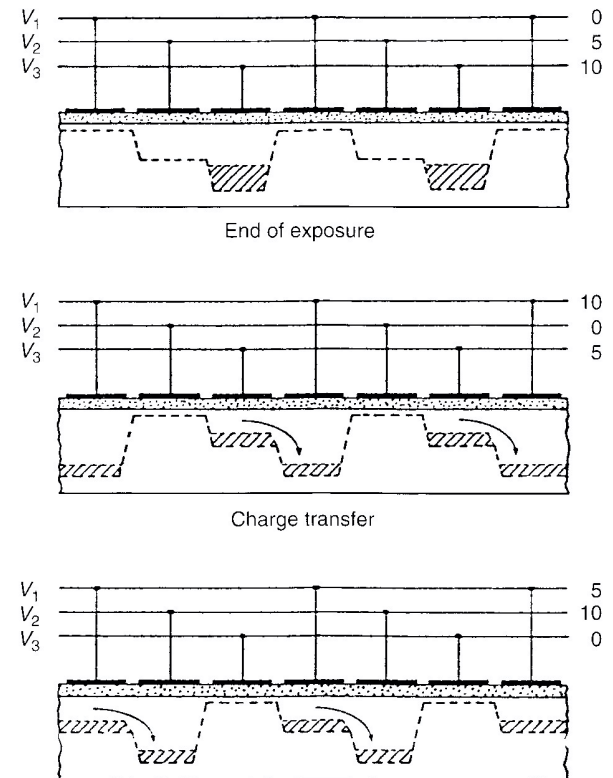 V1 0
V2 5
V3 10
End of exposure
V1 10
V2 0
V3 5
Charge transfer
V1 5
V2 10
V3 0